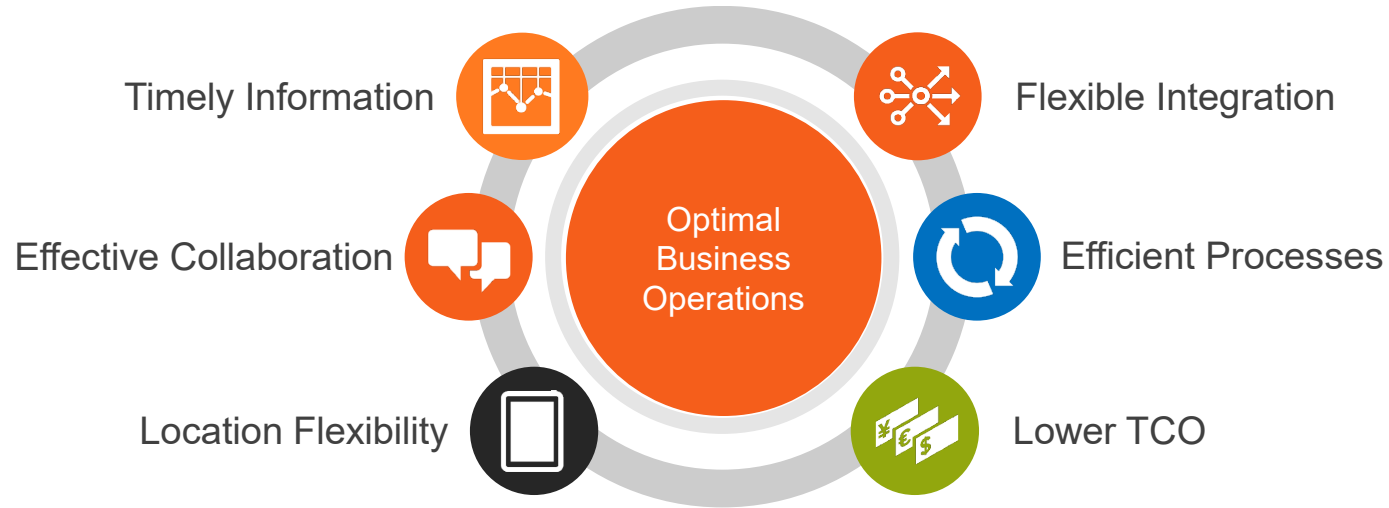 Timely Information
Flexible Integration
Effective Collaboration
Optimal
Business
Operations
Efficient Processes
Location Flexibility
Lower TCO
¥
€
$